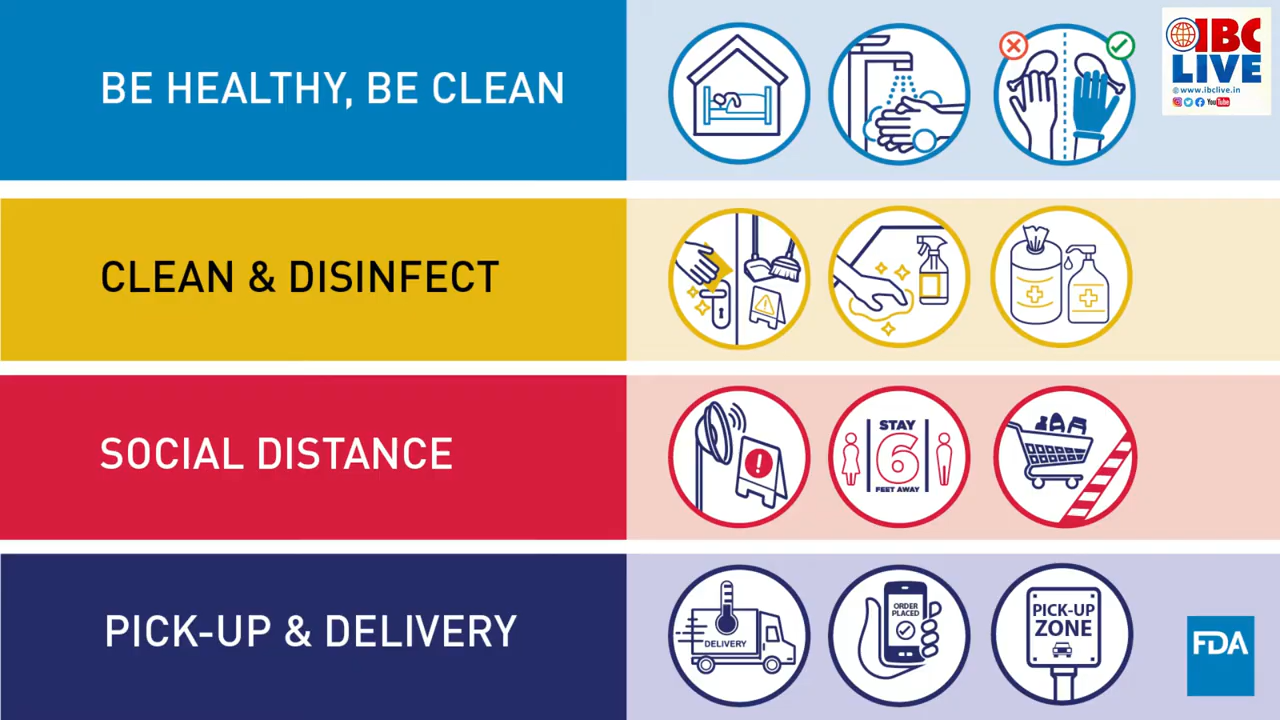 BE HEALTHY, BE CLEAN
IBC
LIVE
www.ibclive.in
YouTube
CLEAN & DISINFECT
SOCIAL DISTANCE
STAY
6
FEET AWAY
PICK-UP & DELIVERY
DELIVERY
ORDER
PLACED
PICK-UP
ZONE
FDA